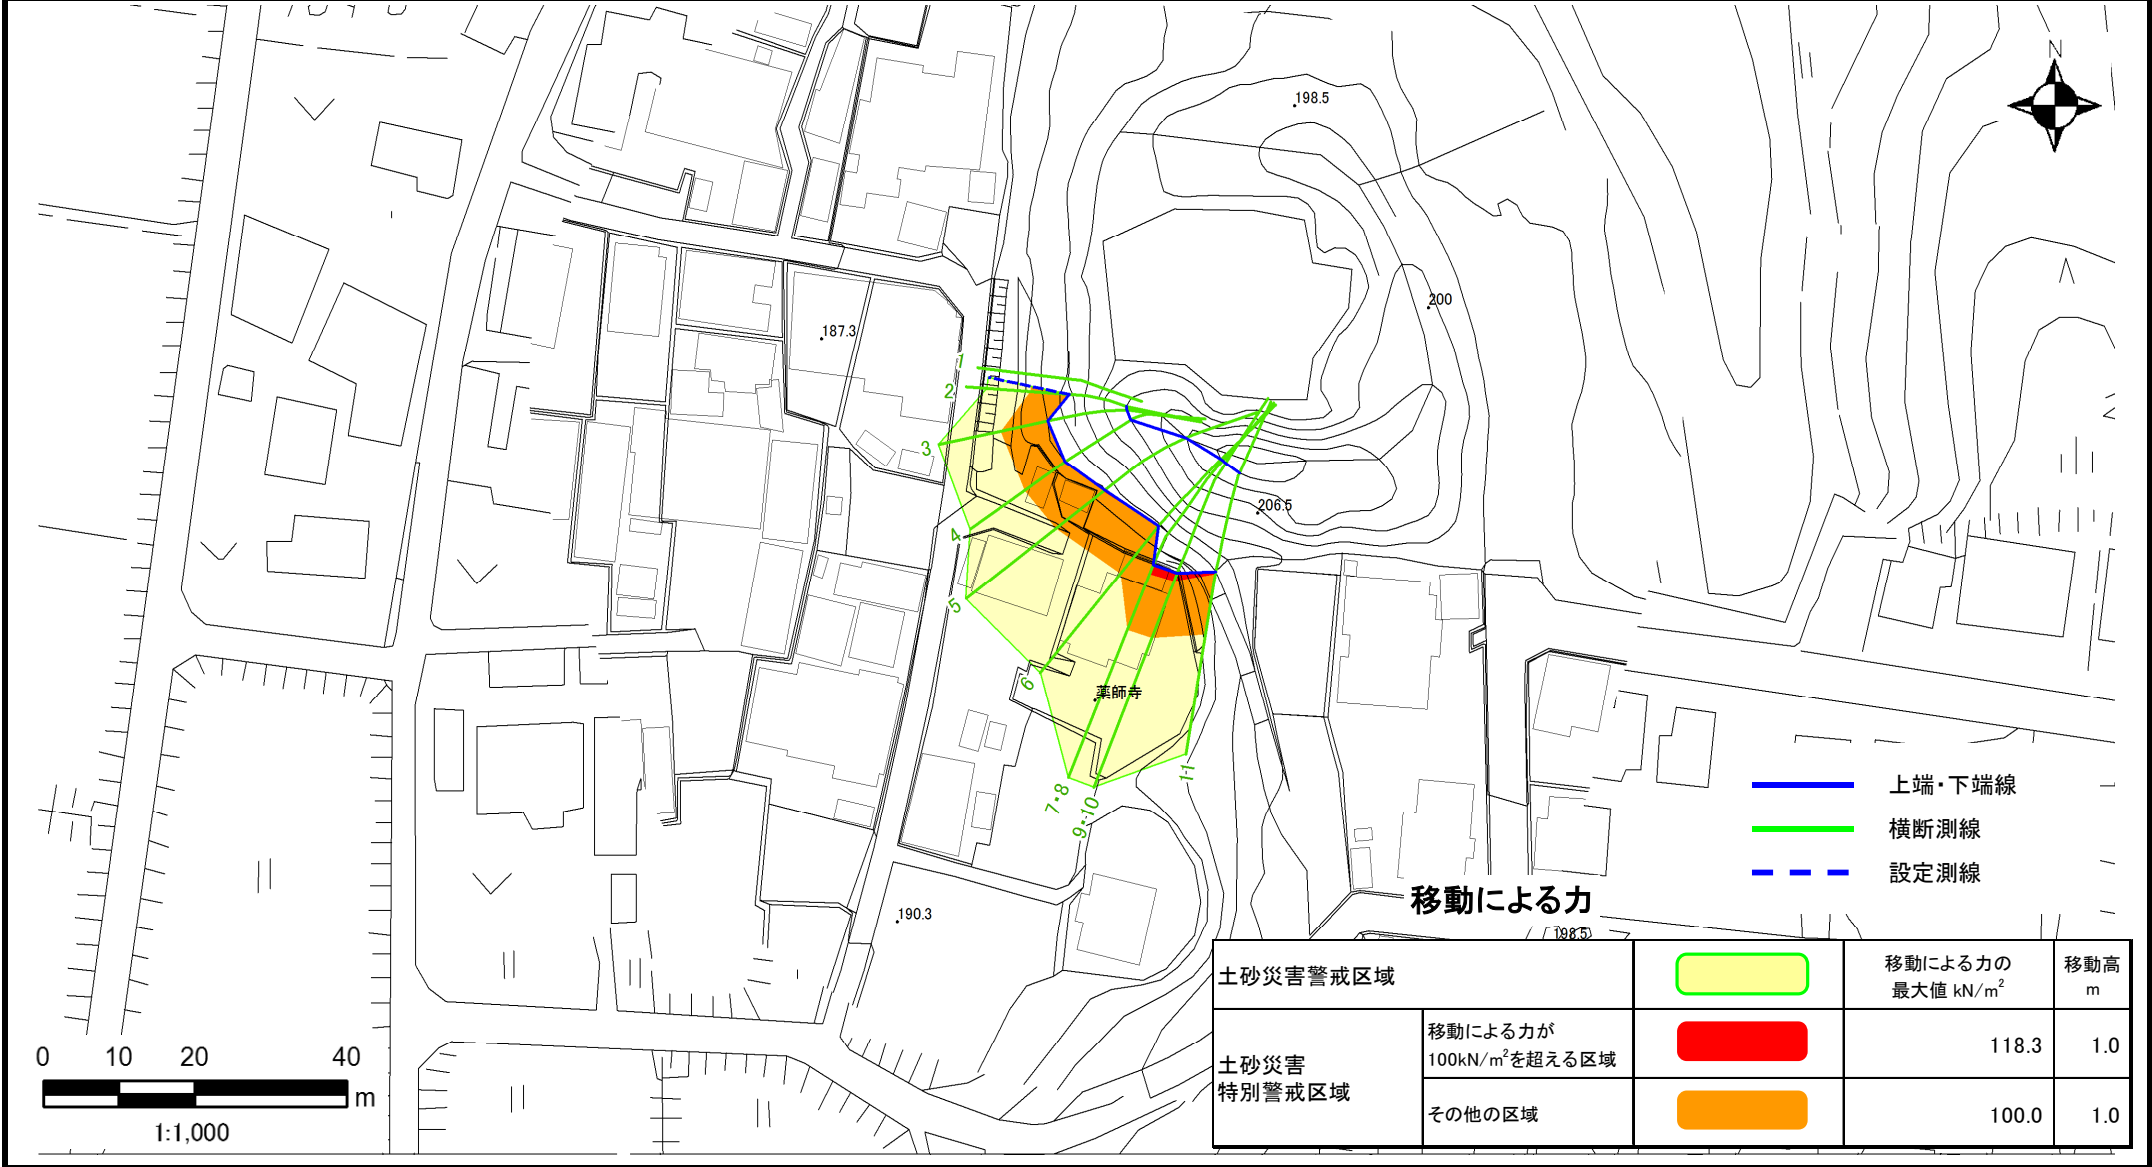 N
198.5
200
187.3
1
2
3
4
5
6
7・8
9・10
11
206.5
薬師寺
190.3
198.5
上端・下端線
横断測線
設定測線
移動による力
土砂災害警戒区域
移動による力の
最大値 kN/m²
移動高
m
土砂災害
特別警戒区域
移動による力が
100kN/m²を超える区域
118.3
1.0
その他の区域
100.0
1.0
0 10 20 40
m
1:1,000